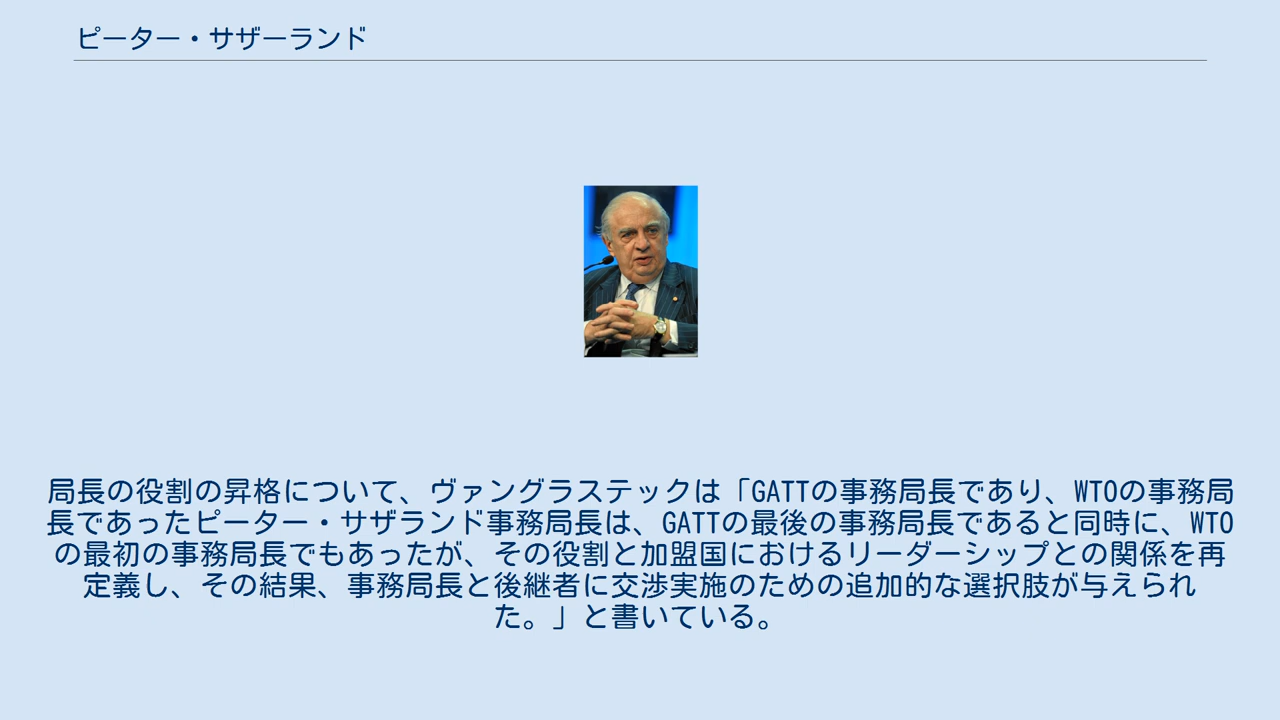 ピーター・サザーランド
局長の役割の昇格について、ヴァングラステックは「GATTの事務局長であり、WTOの事務局
長であったピーター・サザランド事務局長は、GATTの最後の事務局長であると同時に、WTO
の最初の事務局長でもあったが、その役割と加盟国におけるリーダーシップとの関係を再
定義し、その結果、事務局長と後継者に交渉実施のための追加的な選択肢が与えられ
た。」と書いている。